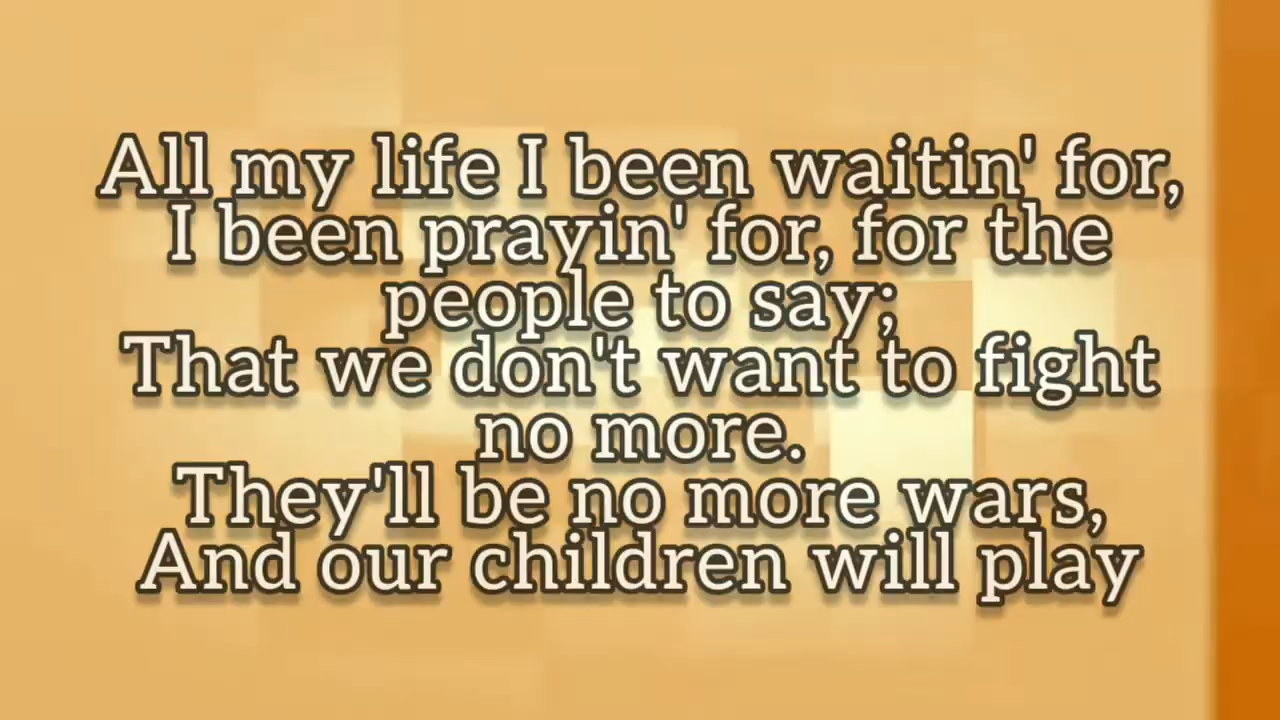 All my life I been waitin' for,
I been prayin' for, for the
people to say;
That we don't want to fight
no more.
They'll be no more wars,
And our children will play